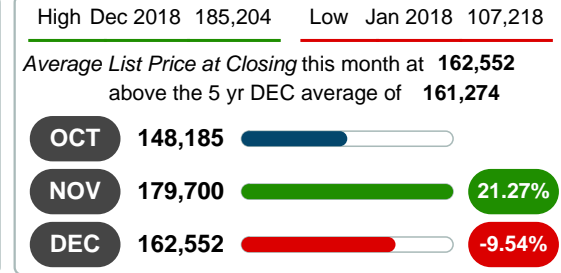 High Dec 2018 185,204 Low Jan 2018 107,218
Average List Price at Closing this month at 162,552
above the 5 yr DEC average of 161,274
OCT 148,185
NOV 179,700 21.27%
DEC 162,552 -9.54%